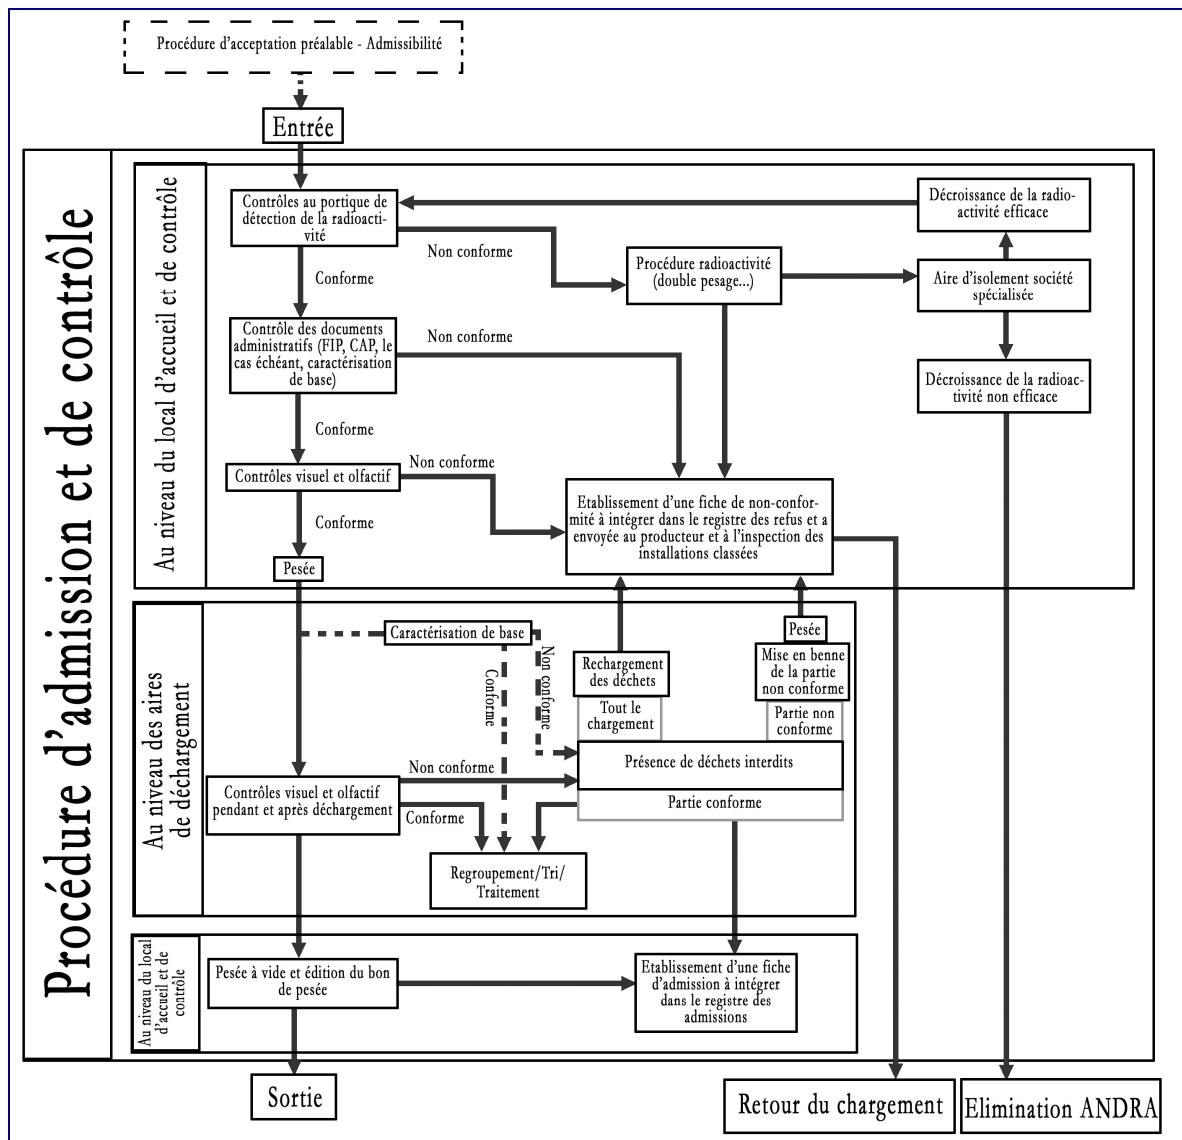 Procédure d'acceptation préalable - Admissibilité
Entrée
Procédure d'admission et de contrôle
Au niveau du local d'accueil et de contrôle
Contrôles au portique de
détection de la radioacti-
vité
Décroissance de la radio-
activité efficace
Non conforme
Conforme
Procédure radioactivité
(double pesage...)
Aire d'isolement société
spécialisée
Contrôle des documents
administratifs (FIP, CAP, le
cas échéant, caractérisation
de base)
Non conforme
Décroissance de la radioac-
tivité non efficace
Conforme
Contrôles visuel et olfactif
Non conforme
Conforme
Etablissement d'une fiche de non-confor-
mité à intégrer dans le registre des refus et a
envoyée au producteur et à l'inspection des
installations classées
Pesée
Au niveau des aires
de déchargement
Caractérisation de base
Conforme
Non conforme
Rechargement
des déchets
Tout le
chargement
Pesée
Mise en benne
de la partie
non conforme
Partie non
conforme
Présence de déchets interdits
Non conforme
Contrôles visuel et olfactif
pendant et après déchargement
Conforme
Partie conforme
Regroupement/Tri/
Traitement
Au niveau du local
d'accueil et de
contrôle
Pesée à vide et édition du bon
de pesée
Etablissement d'une fiche
d'admission à intégrer
dans le registre des
admissions
Sortie
Retour du chargement
Elimination ANDRA